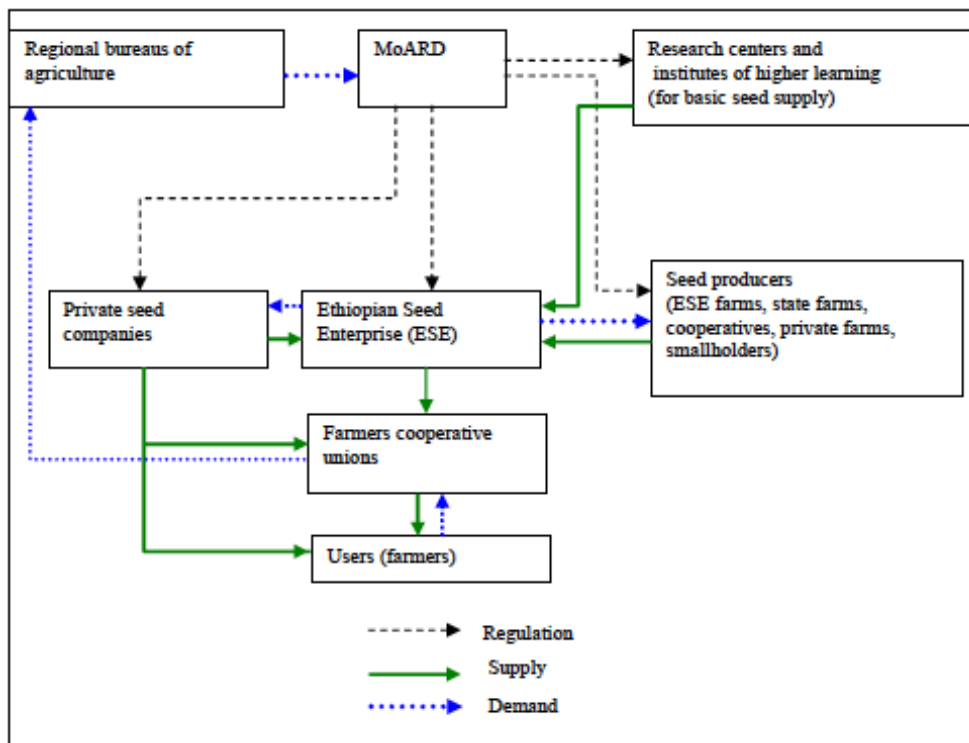 Regional bureaus of
agriculture
MoARD
Research centers and
institutes of higher learning
(for basic seed supply)
Private seed
companies
Ethiopian Seed
Enterprise (ESE)
Seed producers
(ESE farms, state farms,
cooperatives, private farms,
smallholders)
Farmers cooperative
unions
Users (farmers)
Regulation
Supply
Demand